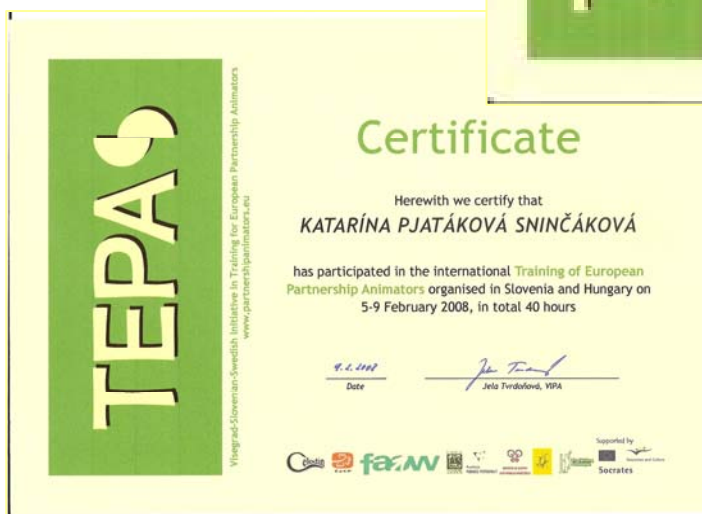 TEPA
Visegrad-Slovenian-Swedish Initiative in Training for European Partnership Animators
www.partnershipanimators.eu
Certificate
Herewith we certify that
KATARÍNA PJATÁKOVÁ SNINČÁKOVÁ
has participated in the international Training of European
Partnership Animators organised in Slovenia and Hungary on
5-9 February 2008, in total 40 hours
9.2.2008
Date
Jela Tvrdoňová, VIPA
Supported by
Socrates